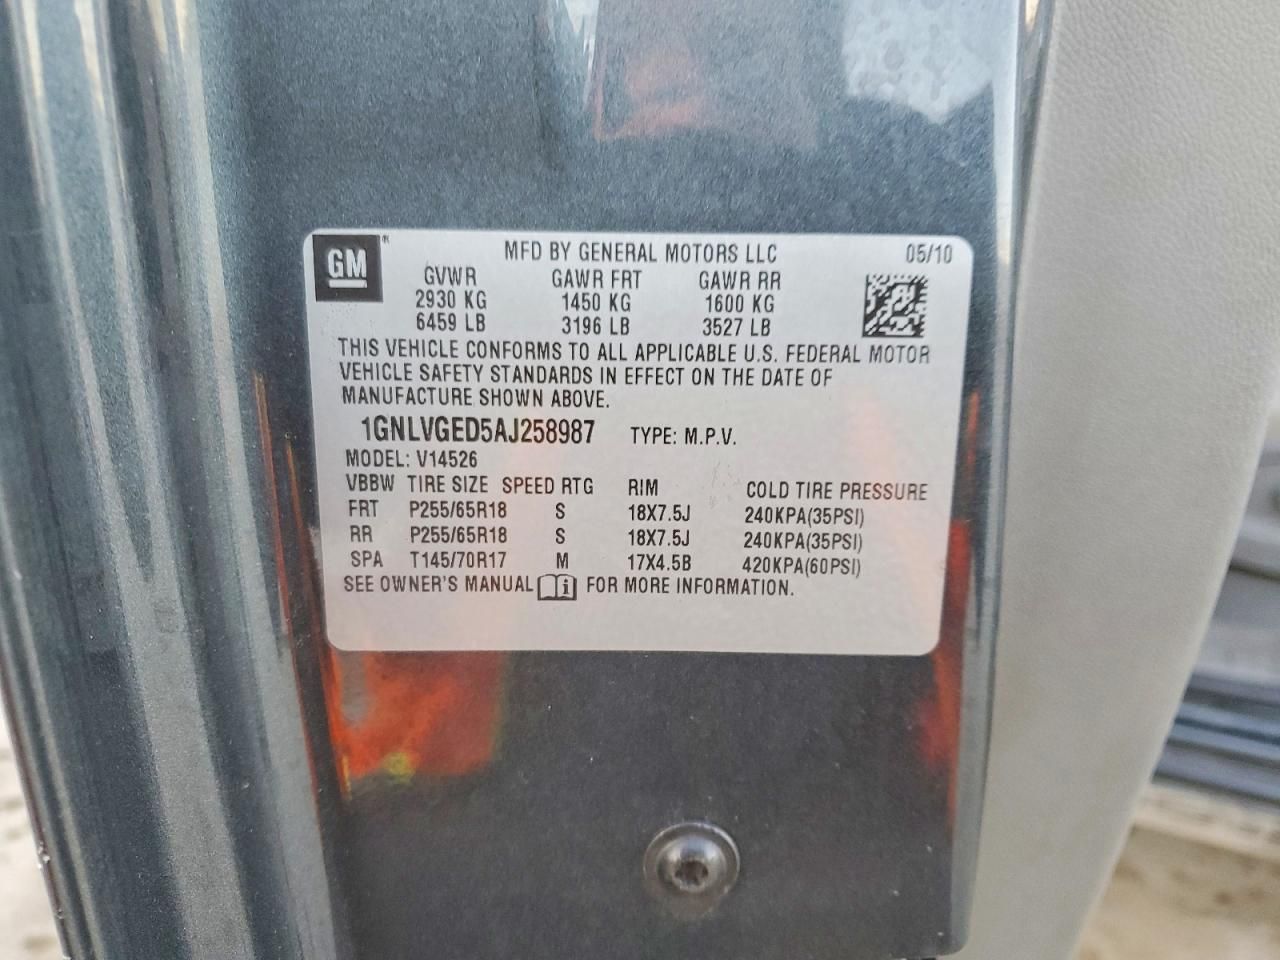 GM
MFD BY GENERAL MOTORS LLC 05/10
GVWR GAWR FRT GAWR RR
2930 KG 1450 KG 1600 KG
6459 LB 3196 LB 3527 LB
THIS VEHICLE CONFORMS TO ALL APPLICABLE U.S. FEDERAL MOTOR
VEHICLE SAFETY STANDARDS IN EFFECT ON THE DATE OF
MANUFACTURE SHOWN ABOVE.
1GNLVGED5AJ258987 TYPE: M.P.V.
MODEL: V14526
VBBW TIRE SIZE SPEED RTG RIM COLD TIRE PRESSURE
FRT P255/65R18 S 18X7.5J 240KPA(35PSI)
RR P255/65R18 S 18X7.5J 240KPA(35PSI)
SPA T145/70R17 M 17X4.5B 420KPA(60PSI)
SEE OWNER'S MANUAL i FOR MORE INFORMATION.